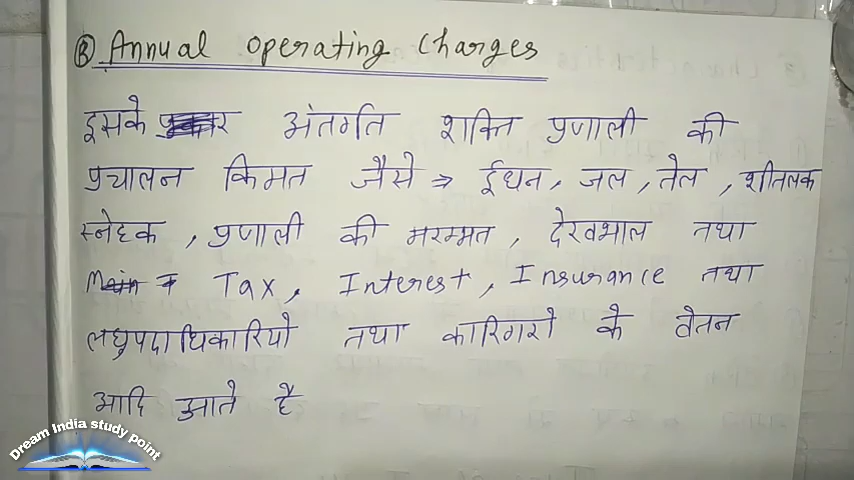 Ⓑ Annual operating charges
इसके अंतर्गत शक्ति प्रणाली की
प्रचालन किमत जैसे ⇒ ईधन, जल, तेल, शीतलक
स्नेहक, प्रणाली की मरम्मत, देखभाल तथा
Tax, Interest, Insurance तथा
लघुपदाधिकारियो तथा कारिगरो के वेतन
आदि आते है
Dream India study point